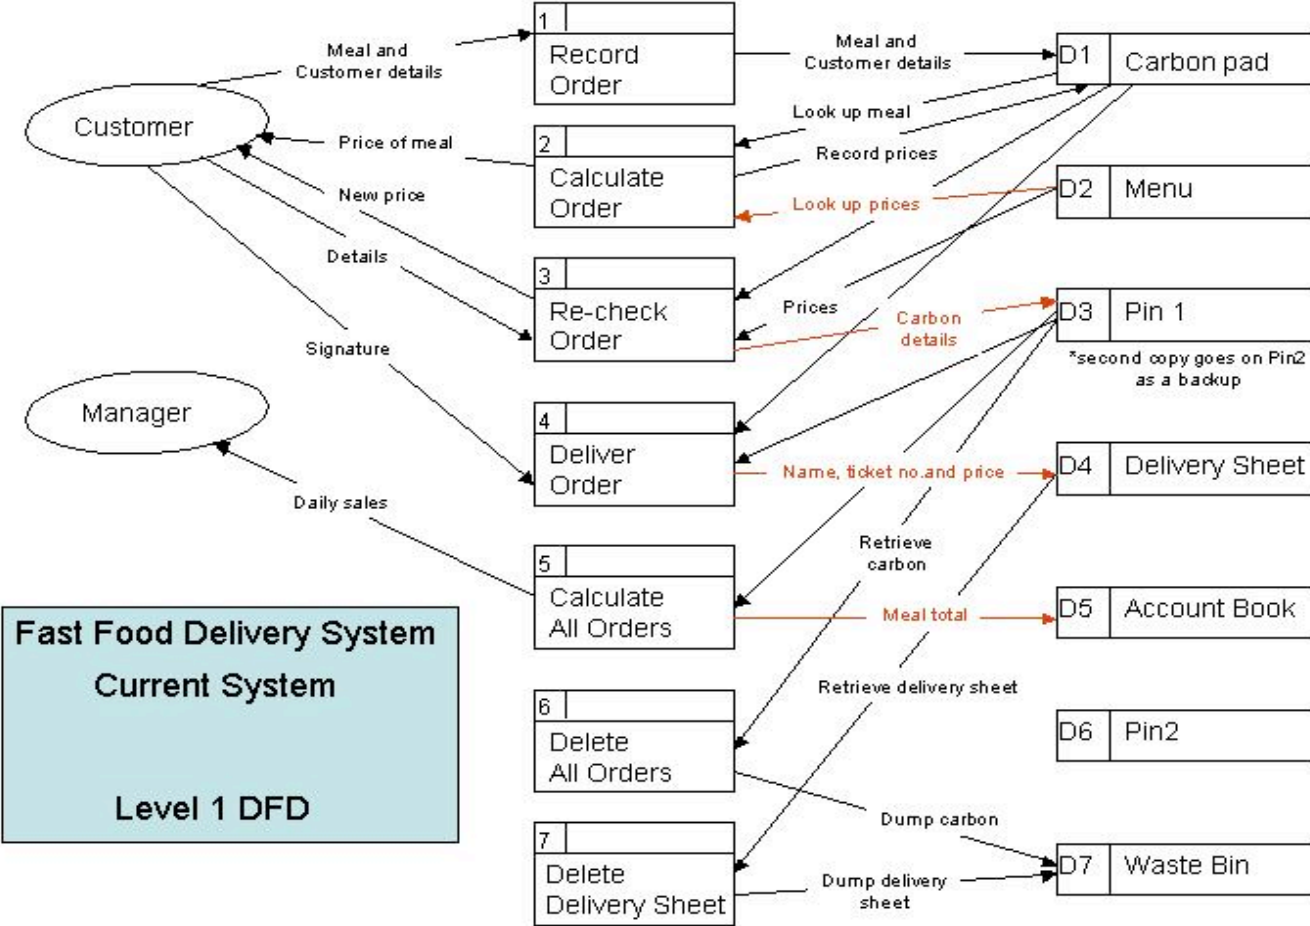 1
Record
Order
Meal and
Customer details
Meal and
Customer details
D1
Carbon pad
Customer
Look up meal
Price of meal
2
Calculate
Order
Record prices
New price
Look up prices
D2
Menu
Details
3
Re-check
Order
Prices
Carbon
details
D3
Pin 1
*second copy goes on Pin2
as a backup
Signature
Manager
4
Deliver
Order
Name, ticket no.and price
D4
Delivery Sheet
Daily sales
Retrieve
carbon
5
Calculate
All Orders
Meal total
D5
Account Book
Fast Food Delivery System
Current System
Level 1 DFD
Retrieve delivery sheet
6
Delete
All Orders
D6
Pin2
Dump carbon
7
Delete
Delivery Sheet
Dump delivery
sheet
D7
Waste Bin